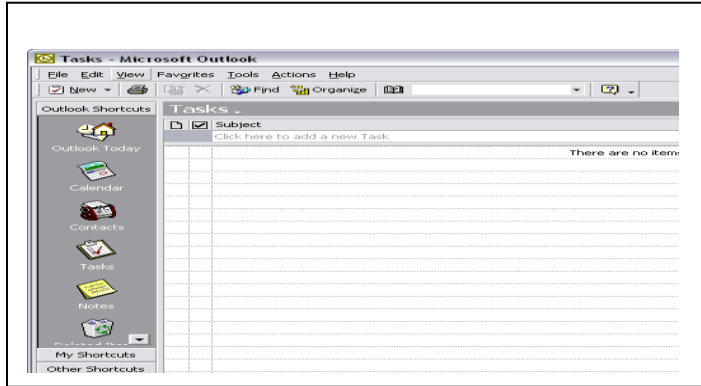 Tasks - Microsoft Outlook
File Edit View Favorites Tools Actions Help
New Find Organize
Outlook Shortcuts
Tasks .
Subject
Click here to add a new Task
There are no items
Outlook Today
Calendar
Contacts
Tasks
Notes
My Shortcuts
Other Shortcuts